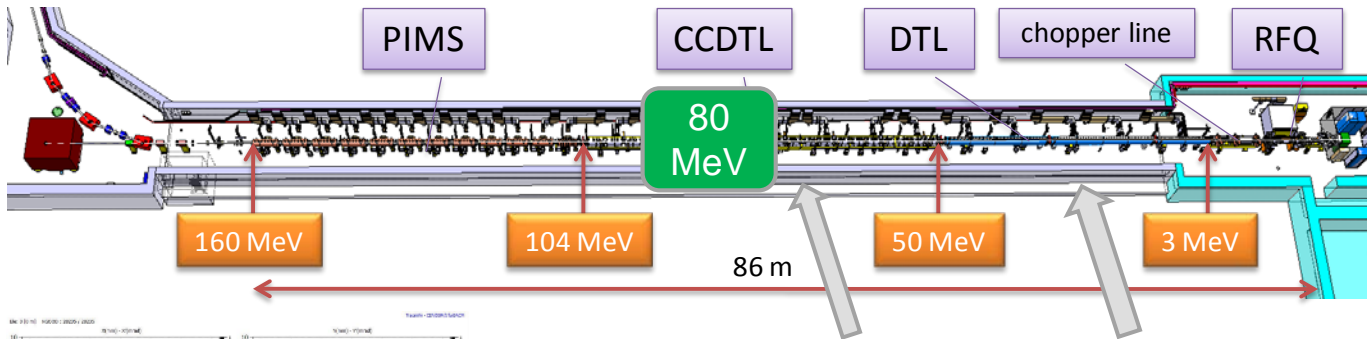 PIMS
CCDTL
DTL
chopper line
RFQ
80
MeV
160 MeV
104 MeV
50 MeV
3 MeV
86 m